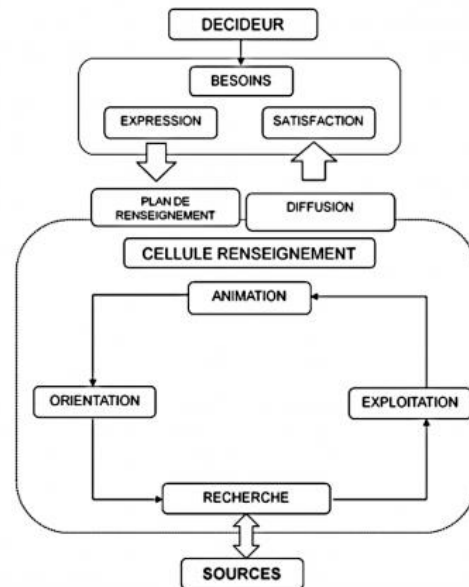 DECIDEUR
BESOINS
EXPRESSION
SATISFACTION
PLAN DE
RENSEIGNEMENT
DIFFUSION
CELLULE RENSEIGNEMENT
ANIMATION
ORIENTATION
EXPLOITATION
RECHERCHE
SOURCES